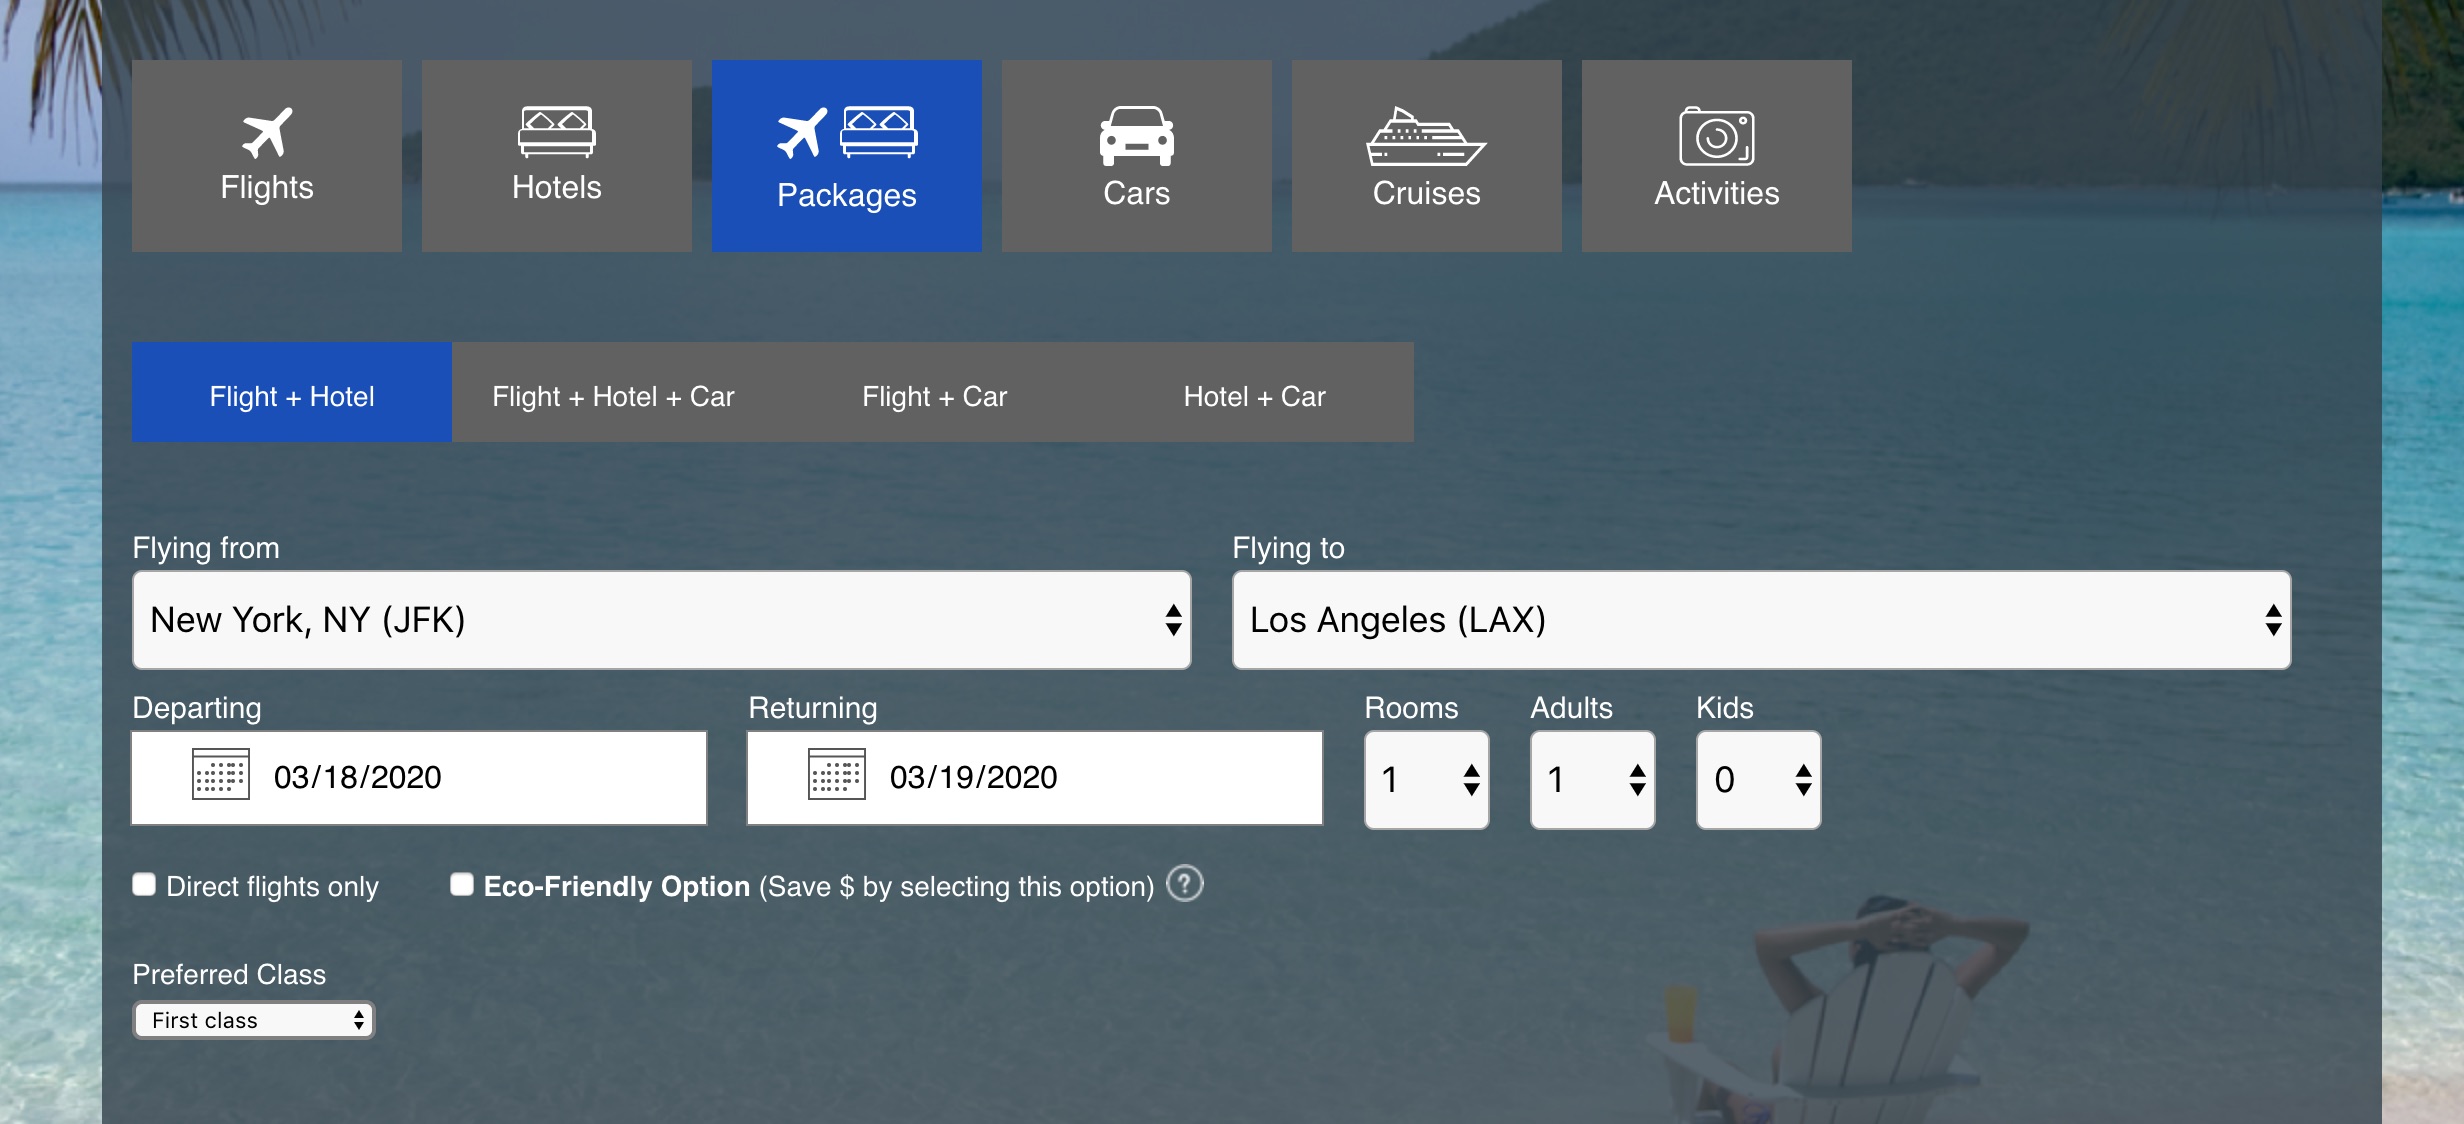 Flights
Hotels
Packages
Cars
Cruises
Activities
Flight + Hotel
Flight + Hotel + Car
Flight + Car
Hotel + Car
Flying from
Flying to
New York, NY (JFK)
Los Angeles (LAX)
Departing
Returning
Rooms
Adults
Kids
03/18/2020
03/19/2020
1
1
0
Direct flights only
Eco-Friendly Option (Save $ by selecting this option) ?
Preferred Class
First class